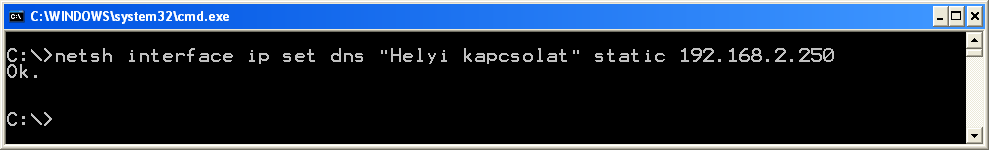 C:\WINDOWS\system32\cmd.exe
C:\>netsh interface ip set dns "Helyi kapcsolat" static 192.168.2.250
Ok.
C:\>